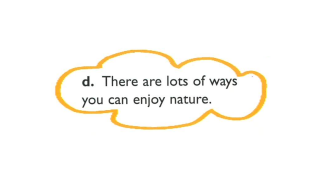 d. There are lots of ways
you can enjoy nature.